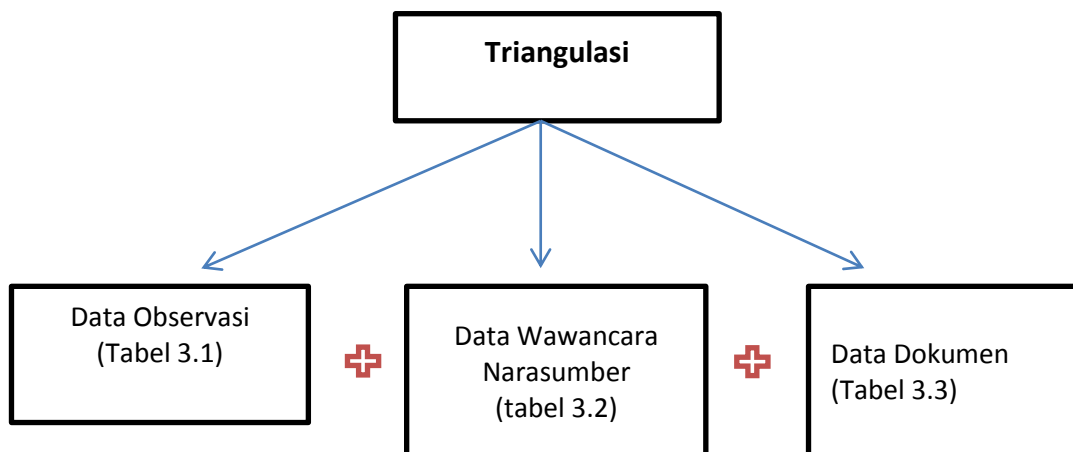 Triangulasi
Data Observasi
(Tabel 3.1)
Data Wawancara
Narasumber
(tabel 3.2)
Data Dokumen
(Tabel 3.3)